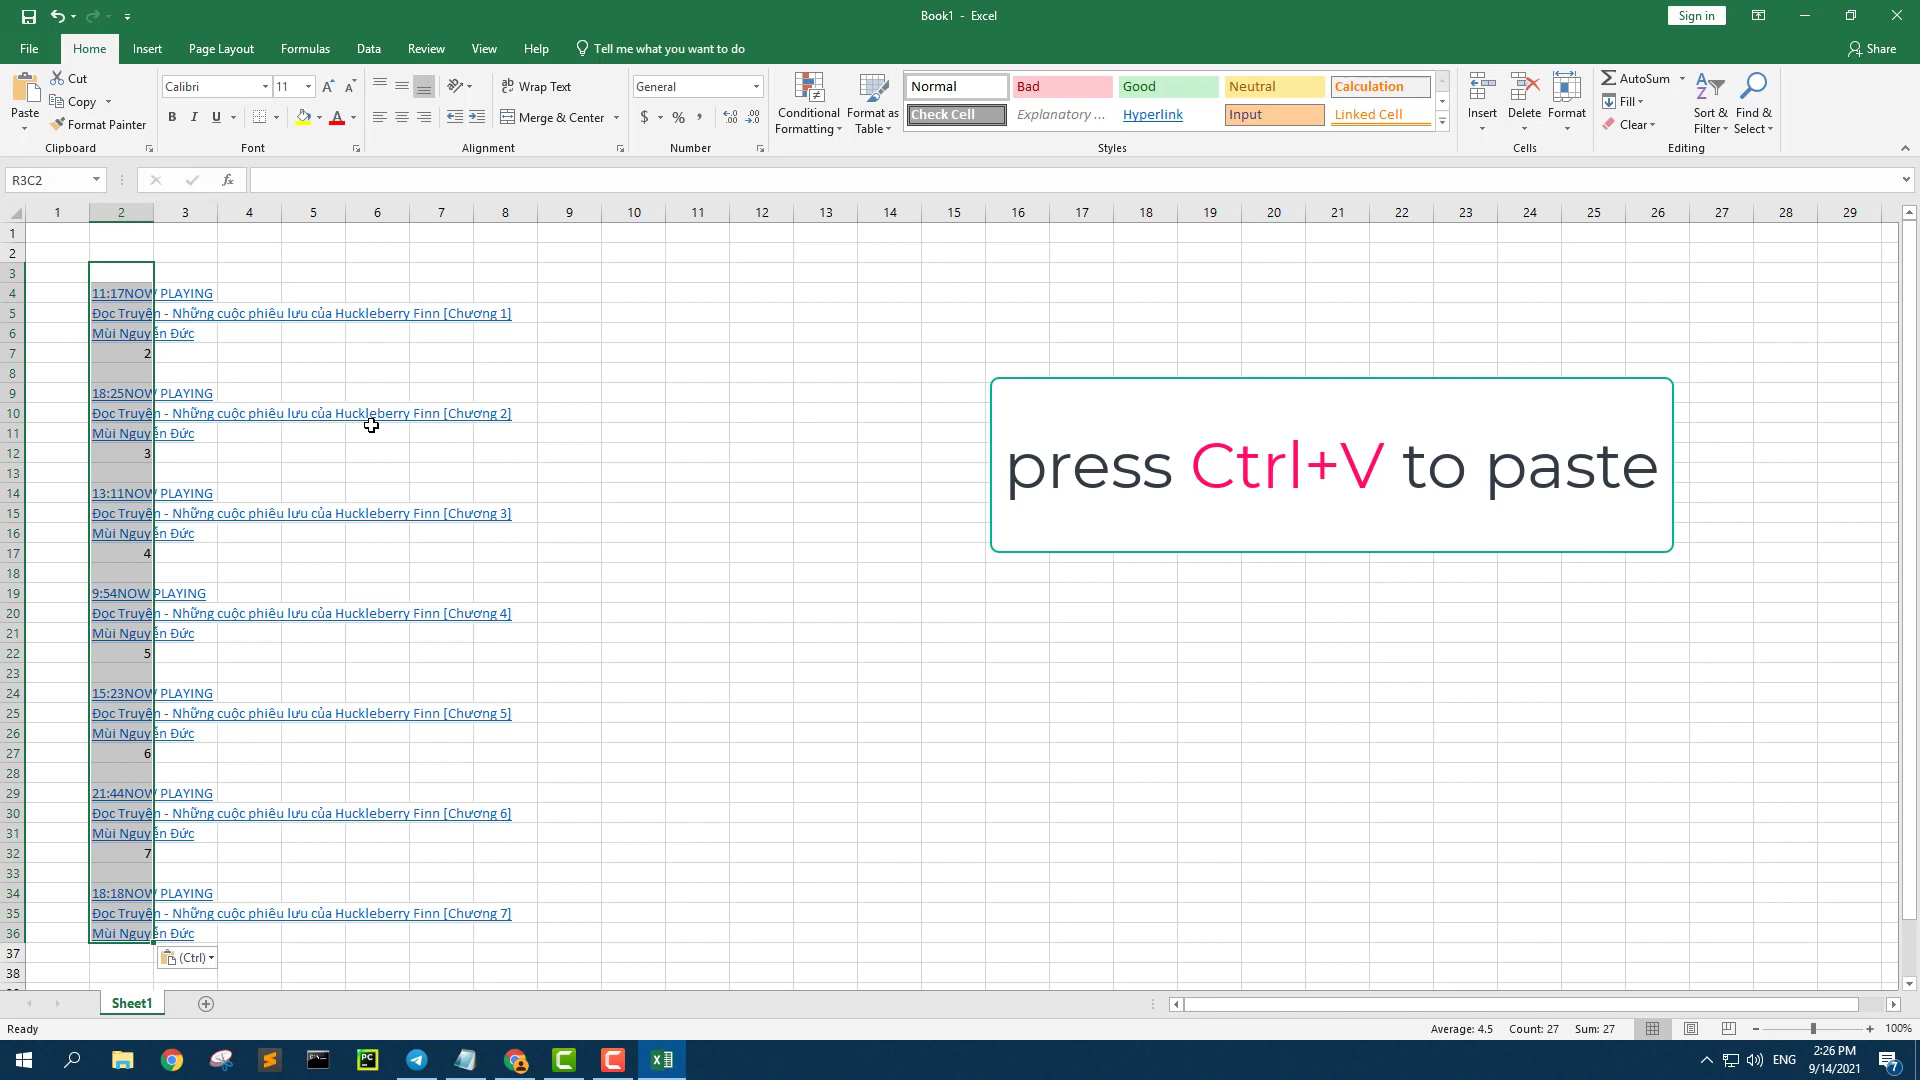 Book1 - Excel
Sign in
File Home Insert Page Layout Formulas Data Review View Help Tell me what you want to do
Share
Paste
Cut
Copy
Format Painter
Clipboard
Calibri 11
B I U
Font
Wrap Text
Merge & Center
Alignment
General
$ % ,
Number
Conditional Formatting
Format as Table
Normal Bad Good Neutral Calculation
Check Cell Explanatory ... Hyperlink Input Linked Cell
Styles
Insert Delete Format
Cells
AutoSum
Fill
Clear
Sort & Filter
Find & Select
Editing
R3C2
fx
1 2 3 4 5 6 7 8 9 10 11 12 13 14 15 16 17 18 19 20 21 22 23 24 25 26 27 28 29
1
2
3
4 11:17NOW PLAYING
5 Đọc Truyện - Những cuộc phiêu lưu của Huckleberry Finn [Chương 1]
6 Mùi Nguyễn Đức
7 2
8
9 18:25NOW PLAYING
10 Đọc Truyện - Những cuộc phiêu lưu của Huckleberry Finn [Chương 2]
11 Mùi Nguyễn Đức
12 3
13
14 13:11NOW PLAYING
15 Đọc Truyện - Những cuộc phiêu lưu của Huckleberry Finn [Chương 3]
16 Mùi Nguyễn Đức
17 4
18
19 9:54NOW PLAYING
20 Đọc Truyện - Những cuộc phiêu lưu của Huckleberry Finn [Chương 4]
21 Mùi Nguyễn Đức
22 5
23
24 15:23NOW PLAYING
25 Đọc Truyện - Những cuộc phiêu lưu của Huckleberry Finn [Chương 5]
26 Mùi Nguyễn Đức
27 6
28
29 21:44NOW PLAYING
30 Đọc Truyện - Những cuộc phiêu lưu của Huckleberry Finn [Chương 6]
31 Mùi Nguyễn Đức
32 7
33
34 18:18NOW PLAYING
35 Đọc Truyện - Những cuộc phiêu lưu của Huckleberry Finn [Chương 7]
36 Mùi Nguyễn Đức
37
(Ctrl)
38
press Ctrl+V to paste
Sheet1
Ready
Average: 4.5 Count: 27 Sum: 27
100%
ENG
2:26 PM
9/14/2021
7